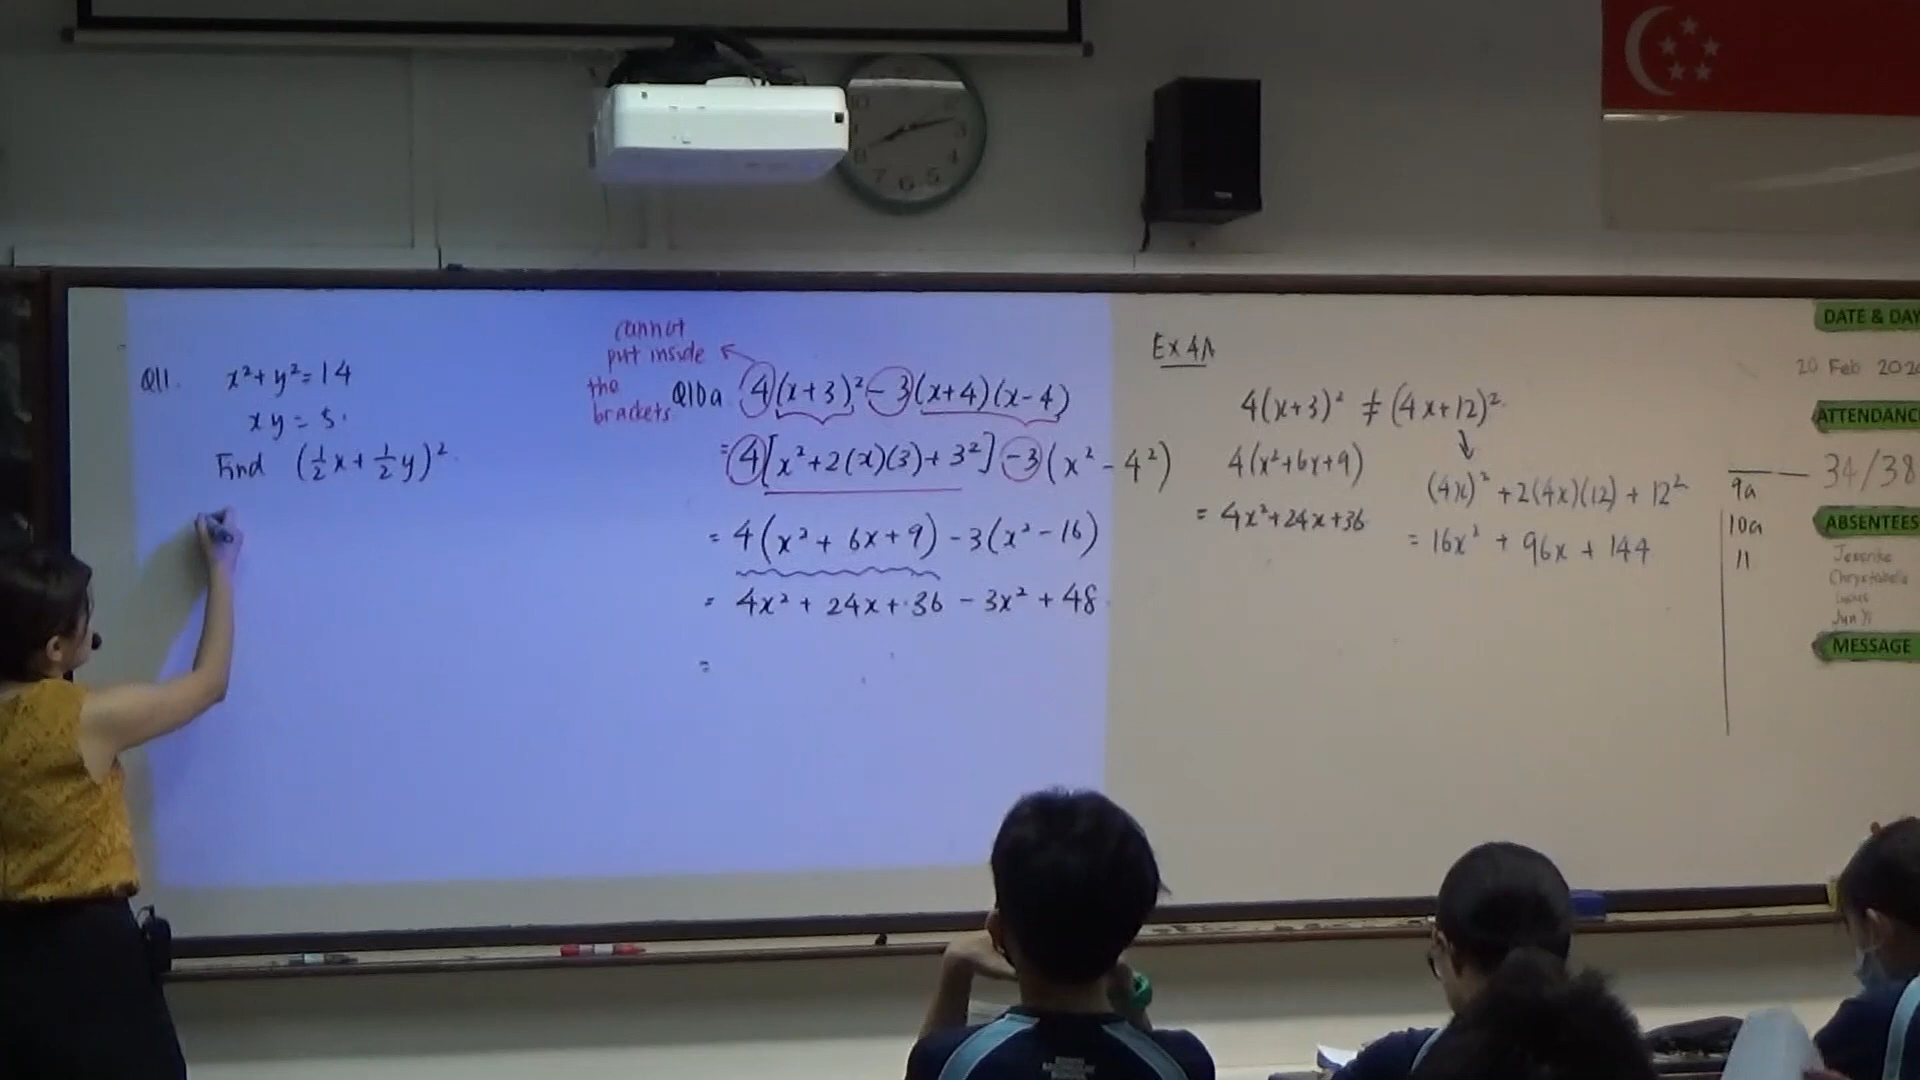 Q11. x²+y²=14
xy = 5.
Find (½x+½y)²
cannot
put inside
the
brackets
Q10a 4(x+3)²-3(x+4)(x-4)
=4[x²+2(x)(3)+3²]-3(x²-4²)
= 4(x²+6x+9)-3(x²-16)
= 4x²+24x+36-3x²+48
=
Ex 4A
4(x+3)² ≠ (4x+12)²
4(x²+6x+9)
= 4x²+24x+36
(4x)²+2(4x)(12)+12²
= 16x²+96x+144
9a
10a
11
DATE & DAY
20 Feb 202
ATTENDANC
34/38
ABSENTEES
Chrystabelle
Jun Yi
MESSAGE